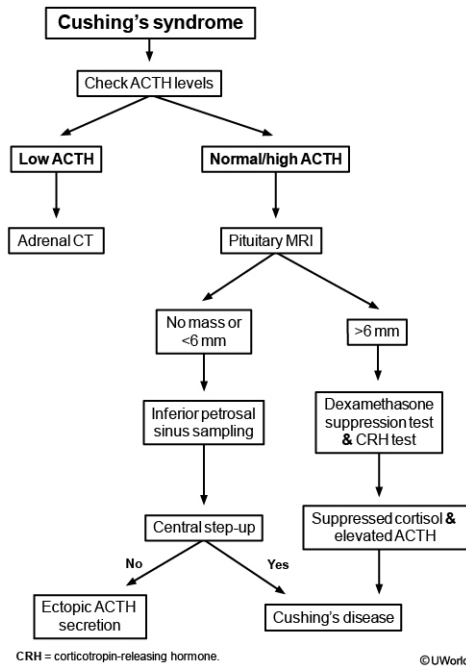 Cushing's syndrome
Check ACTH levels
Low ACTH
Normal/high ACTH
Adrenal CT
Pituitary MRI
No mass or
<6 mm
>6 mm
Inferior petrosal
sinus sampling
Dexamethasone
suppression test
& CRH test
Central step-up
Suppressed cortisol &
elevated ACTH
No
Yes
Ectopic ACTH
secretion
Cushing's disease
CRH = corticotropin-releasing hormone.
©UWorld